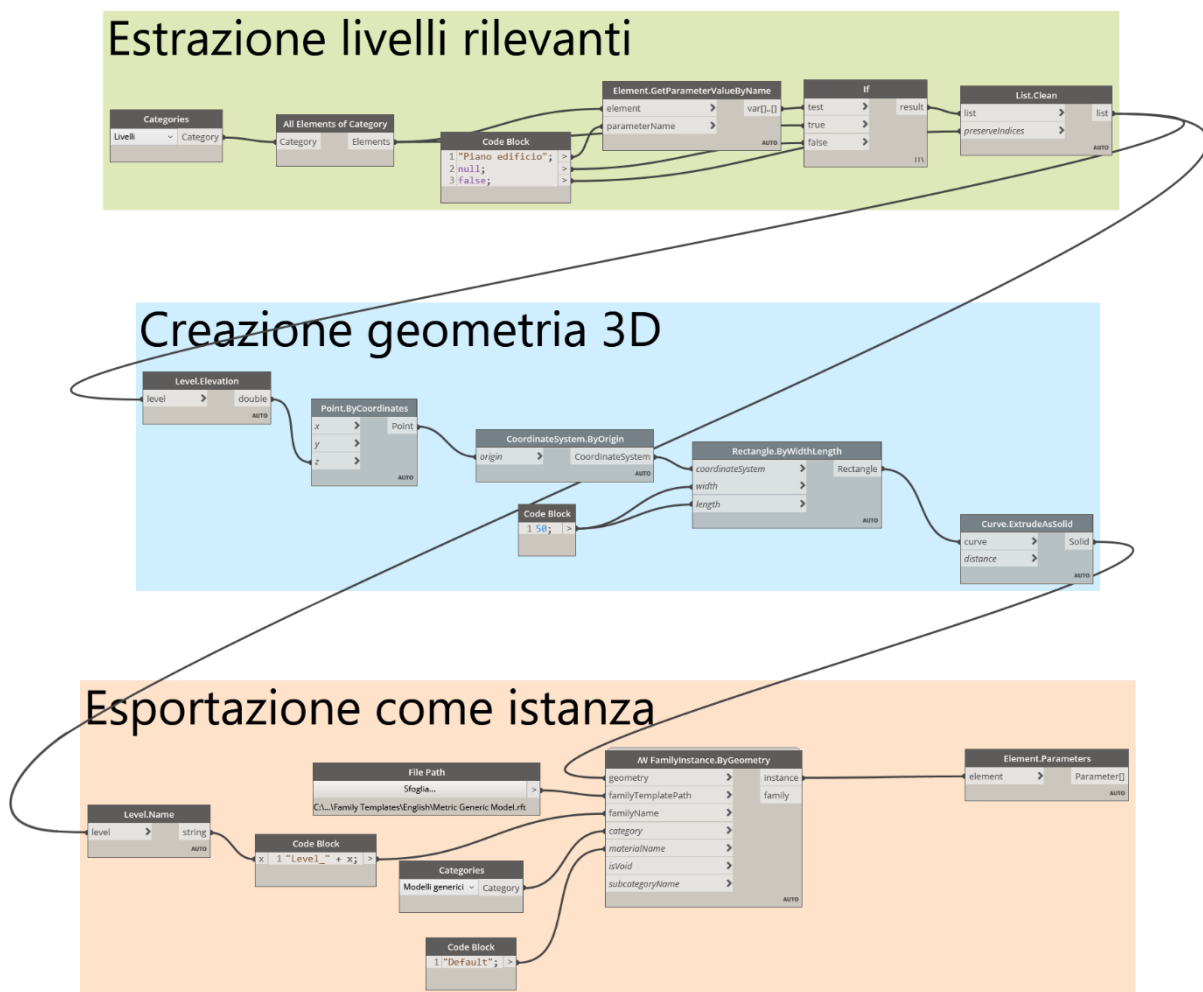 Estrazione livelli rilevanti
Categories
Livelli
Category
All Elements of Category
Category
Elements
Code Block
1 "Piano edificio"; >
2 null; >
3 false; >
Element.GetParameterValueByName
element > var[]..[]
parameterName >
AUTO
If
test > result
true >
false >
List.Clean
list > list
preserveIndices >
AUTO
Creazione geometria 3D
Level.Elevation
level > double
AUTO
Point.ByCoordinates
x > Point
y >
z >
AUTO
CoordinateSystem.ByOrigin
origin > CoordinateSystem
AUTO
Code Block
1 50; >
Rectangle.ByWidthLength
coordinateSystem > Rectangle
width >
length >
AUTO
Curve.ExtrudeAsSolid
curve > Solid
distance >
AUTO
Esportazione come istanza
Level.Name
level > string
AUTO
Code Block
x 1 "Level_" + x; >
File Path
Sfoglia... >
C:\...\Family Templates\English\Metric Generic Model.rft
Categories
Modelli generici
Category
Code Block
1 "Default"; >
FamilyInstance.ByGeometry
geometry > instance
familyTemplatePath > family
familyName >
category >
materialName >
isVoid >
subcategoryName >
AUTO
Element.Parameters
element > Parameter[]
AUTO